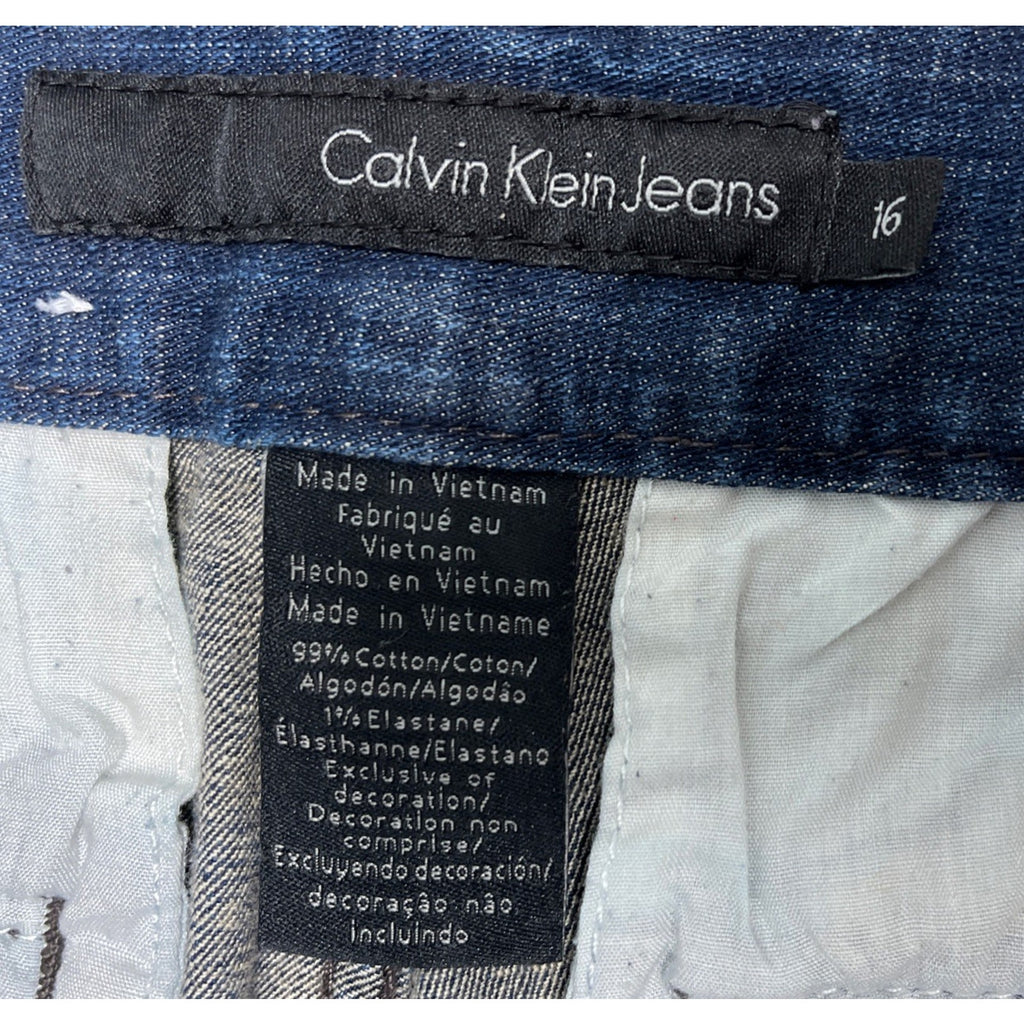 Calvin Klein Jeans
16
Made in Vietnam
Fabriqué au
Vietnam
Hecho en Vietnam
Made in Vietname
99% Cotton/Coton/
Algodón/Algodão
1% Elastane/
Élasthanne/Elastano
Exclusive of
decoration/
Decoration non
comprise/
Excluyendo decoración/
decoração não
incluindo